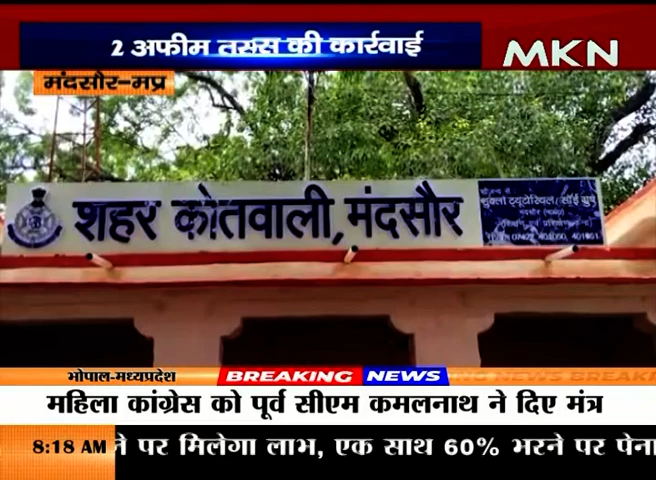 2 अफीम तस्स की कार्रवाई
MKN
मंदसौर-मप्र
शहर कोतवाली, मंदसौर
भोपाल-मध्यप्रदेश
BREAKING NEWS
महिला कांग्रेस को पूर्व सीएम कमलनाथ ने दिए मंत्र
8:18 AM
ने पर मिलेगा लाभ, एक साथ 60% भरने पर पेना